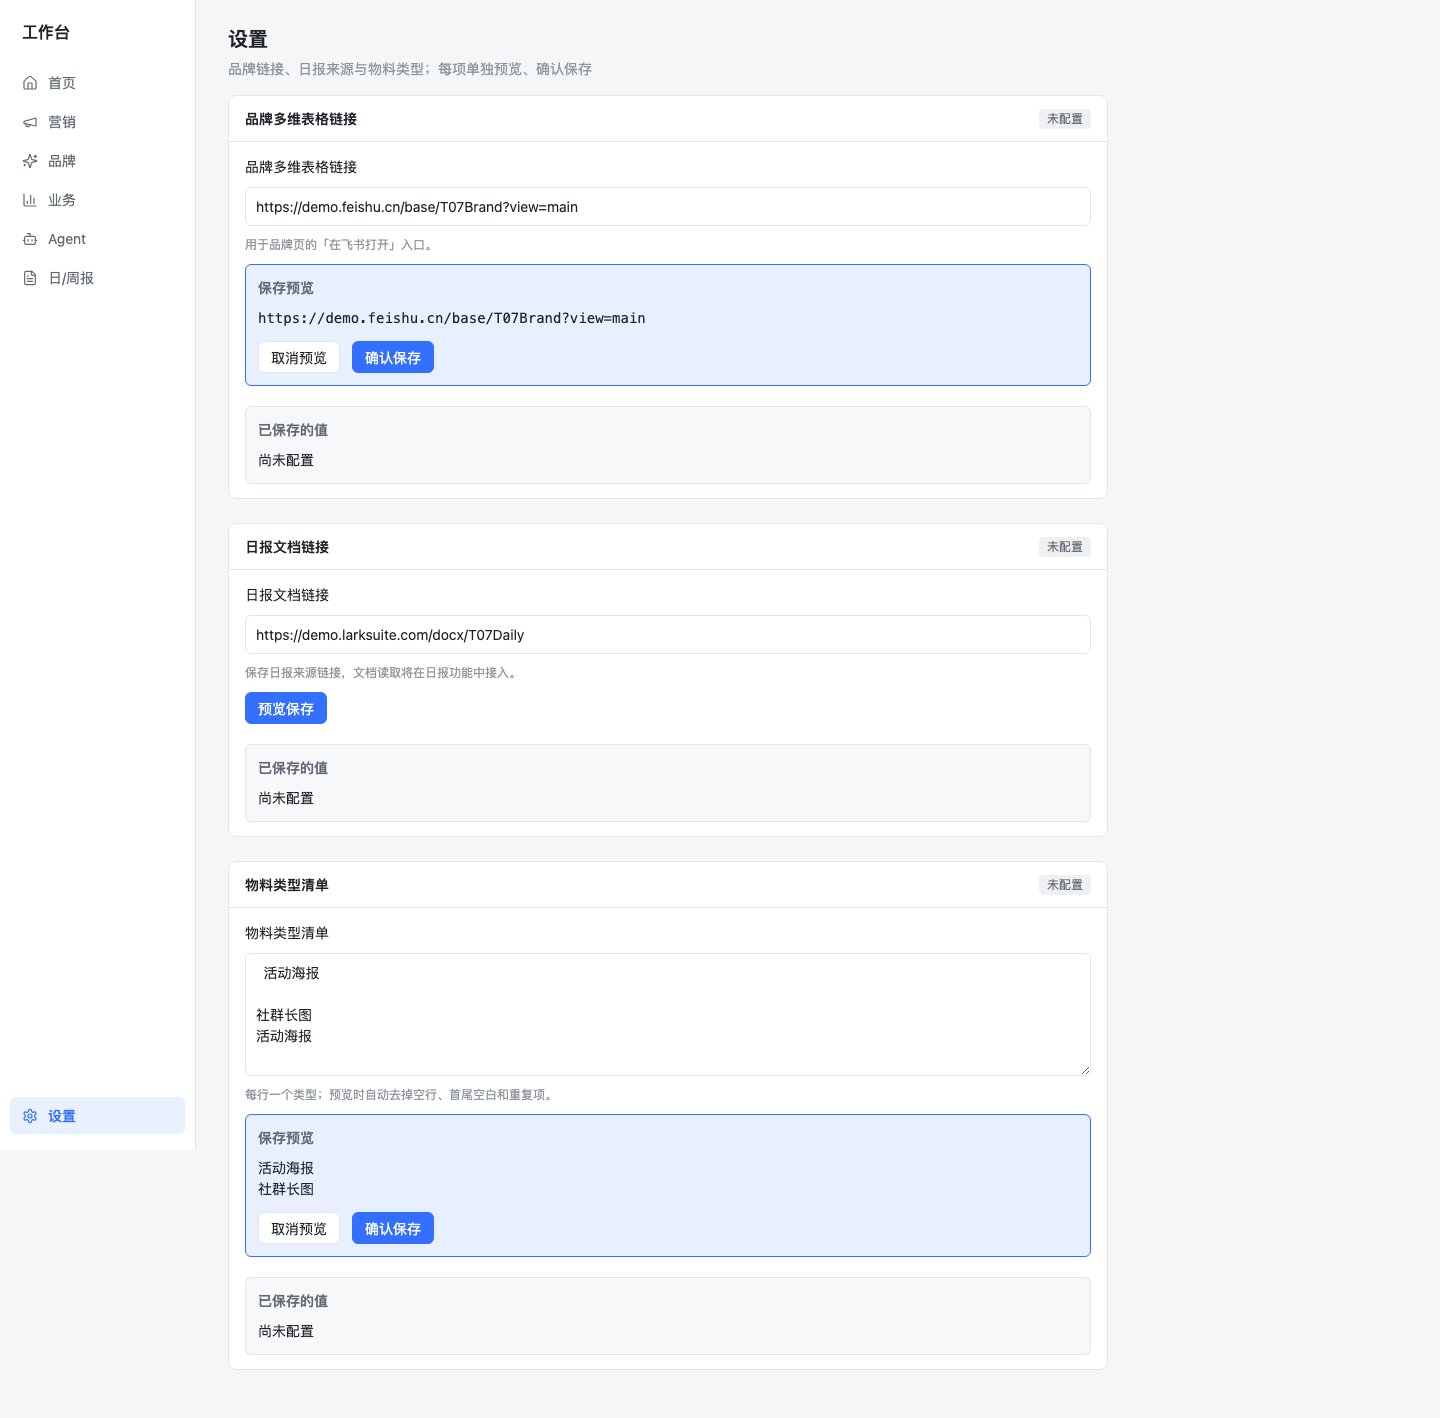 工作台
首页
营销
品牌
业务
Agent
日/周报
设置
设置
品牌链接、日报来源与物料类型；每项单独预览、确认保存
品牌多维表格链接
未配置
品牌多维表格链接
https://demo.feishu.cn/base/T07Brand?view=main
用于品牌页的「在飞书打开」入口。
保存预览
https://demo.feishu.cn/base/T07Brand?view=main
取消预览
确认保存
已保存的值
尚未配置
日报文档链接
未配置
日报文档链接
https://demo.larksuite.com/docx/T07Daily
保存日报来源链接，文档读取将在日报功能中接入。
预览保存
已保存的值
尚未配置
物料类型清单
未配置
物料类型清单
活动海报
社群长图
活动海报
每行一个类型；预览时自动去掉空行、首尾空白和重复项。
保存预览
活动海报
社群长图
取消预览
确认保存
已保存的值
尚未配置